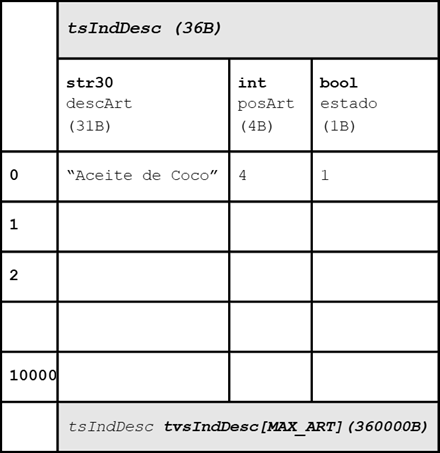 tsIndDesc (36B)
str30 int bool
descArt posArt estado
(31B) (4B) (1B)
0 “Aceite de Coco” 4 1
1
2
10000
tsIndDesc tvsIndDesc[MAX_ART](360000B)